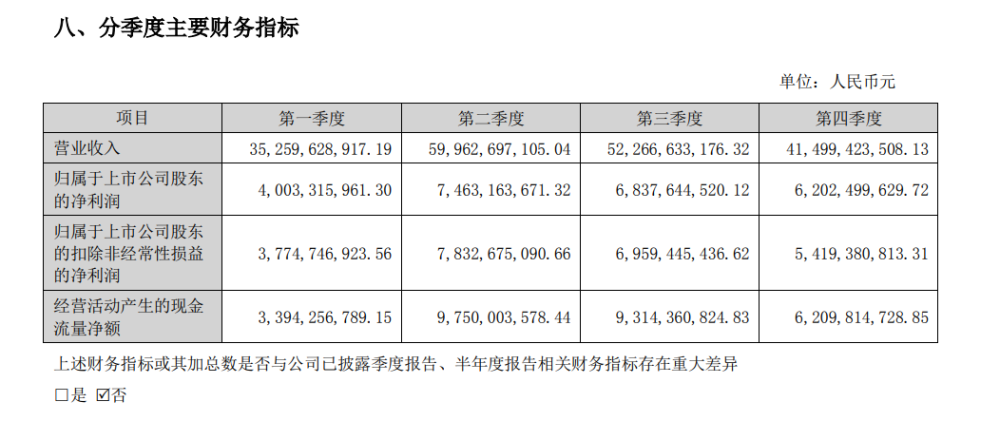 八、分季度主要财务指标
单位：人民币元
项目 第一季度 第二季度 第三季度 第四季度
营业收入 35,259,628,917.19 59,962,697,105.04 52,266,633,176.32 41,499,423,508.13
归属于上市公司股东
的净利润 4,003,315,961.30 7,463,163,671.32 6,837,644,520.12 6,202,499,629.72
归属于上市公司股东
的扣除非经常性损益
的净利润 3,774,746,923.56 7,832,675,090.66 6,959,445,436.62 5,419,380,813.31
经营活动产生的现金
流量净额 3,394,256,789.15 9,750,003,578.44 9,314,360,824.83 6,209,814,728.85
上述财务指标或其加总数是否与公司已披露季度报告、半年度报告相关财务指标存在重大差异
□是 ☑否